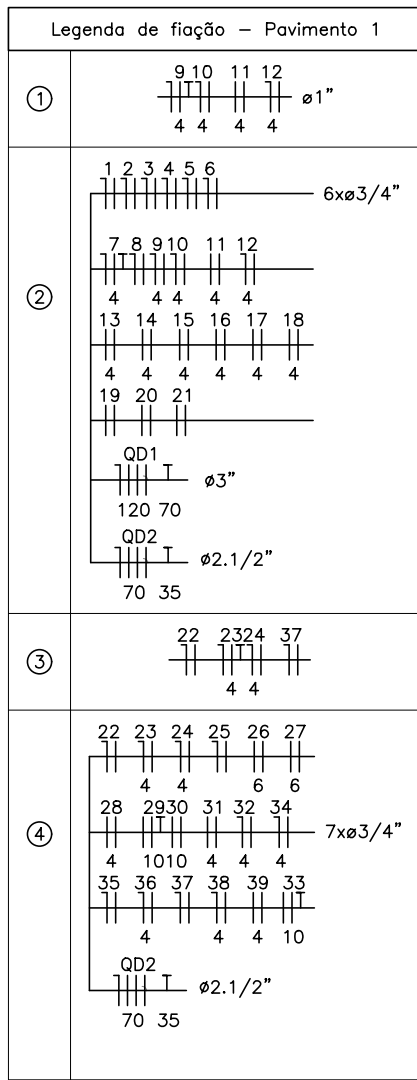 Legenda de fiação – Pavimento 1
1
9 10 11 12
ø1"
4 4 4 4
2
1 2 3 4 5 6
6xø3/4"
7 8 9 10 11 12
4 4 4 4 4
13 14 15 16 17 18
4 4 4 4 4 4
19 20 21
QD1
ø3"
120 70
QD2
ø2.1/2"
70 35
3
22 23 24 37
4 4
4
22 23 24 25 26 27
4 4 6 6
28 29 30 31 32 34
7xø3/4"
4 10 10 4 4 4
35 36 37 38 39 33
4 4 4 10
QD2
ø2.1/2"
70 35